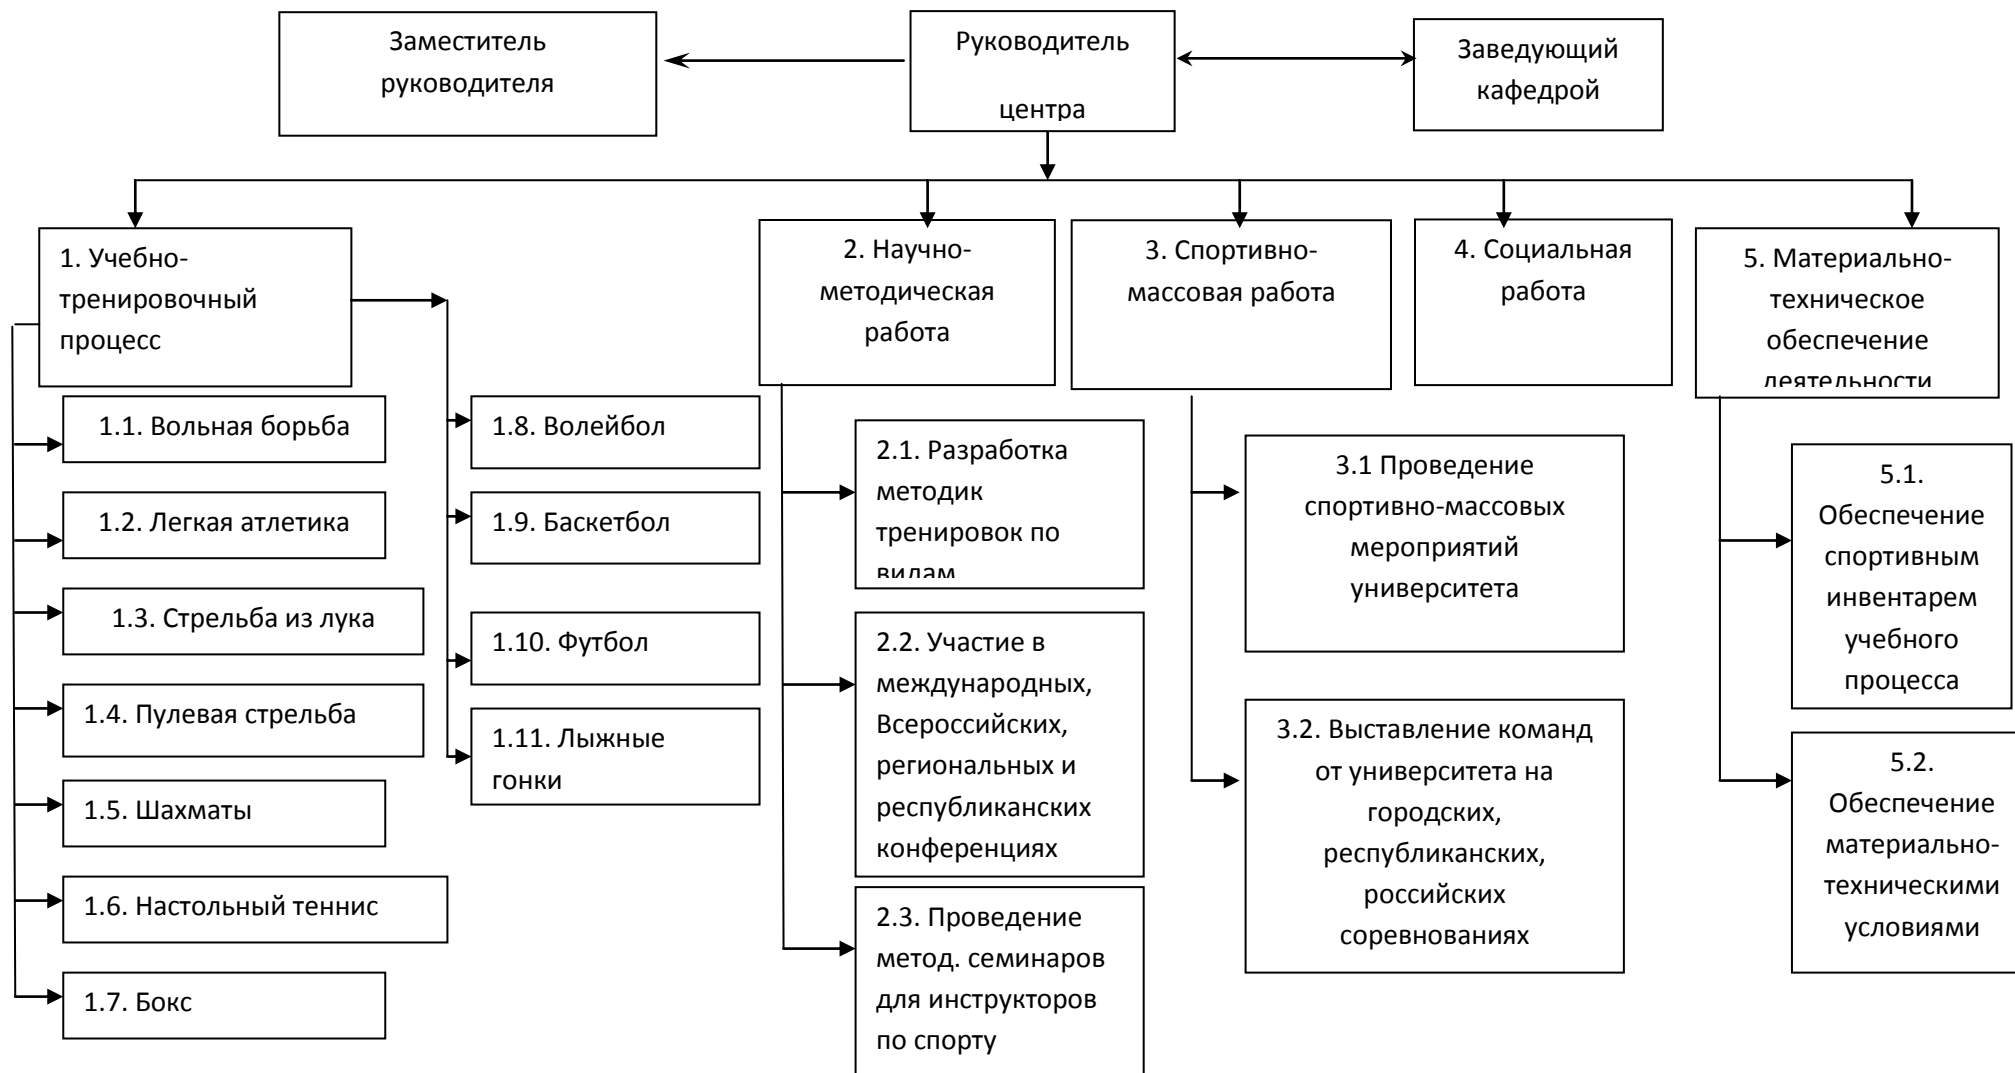 Заместитель
руководителя
Руководитель
центра
Заведующий
кафедрой
1. Учебно-
тренировочный
процесс
2. Научно-
методическая
работа
3. Спортивно-
массовая работа
4. Социальная
работа
5. Материально-
техническое
обеспечение
деятельности
1.1. Вольная борьба
1.2. Легкая атлетика
1.3. Стрельба из лука
1.4. Пулевая стрельба
1.5. Шахматы
1.6. Настольный теннис
1.7. Бокс
1.8. Волейбол
1.9. Баскетбол
1.10. Футбол
1.11. Лыжные
гонки
2.1. Разработка
методик
тренировок по
видам
2.2. Участие в
международных,
Всероссийских,
региональных и
республиканских
конференциях
2.3. Проведение
метод. семинаров
для инструкторов
по спорту
3.1 Проведение
спортивно-массовых
мероприятий
университета
3.2. Выставление команд
от университета на
городских,
республиканских,
российских
соревнованиях
5.1.
Обеспечение
спортивным
инвентарем
учебного
процесса
5.2.
Обеспечение
материально-
техническими
условиями